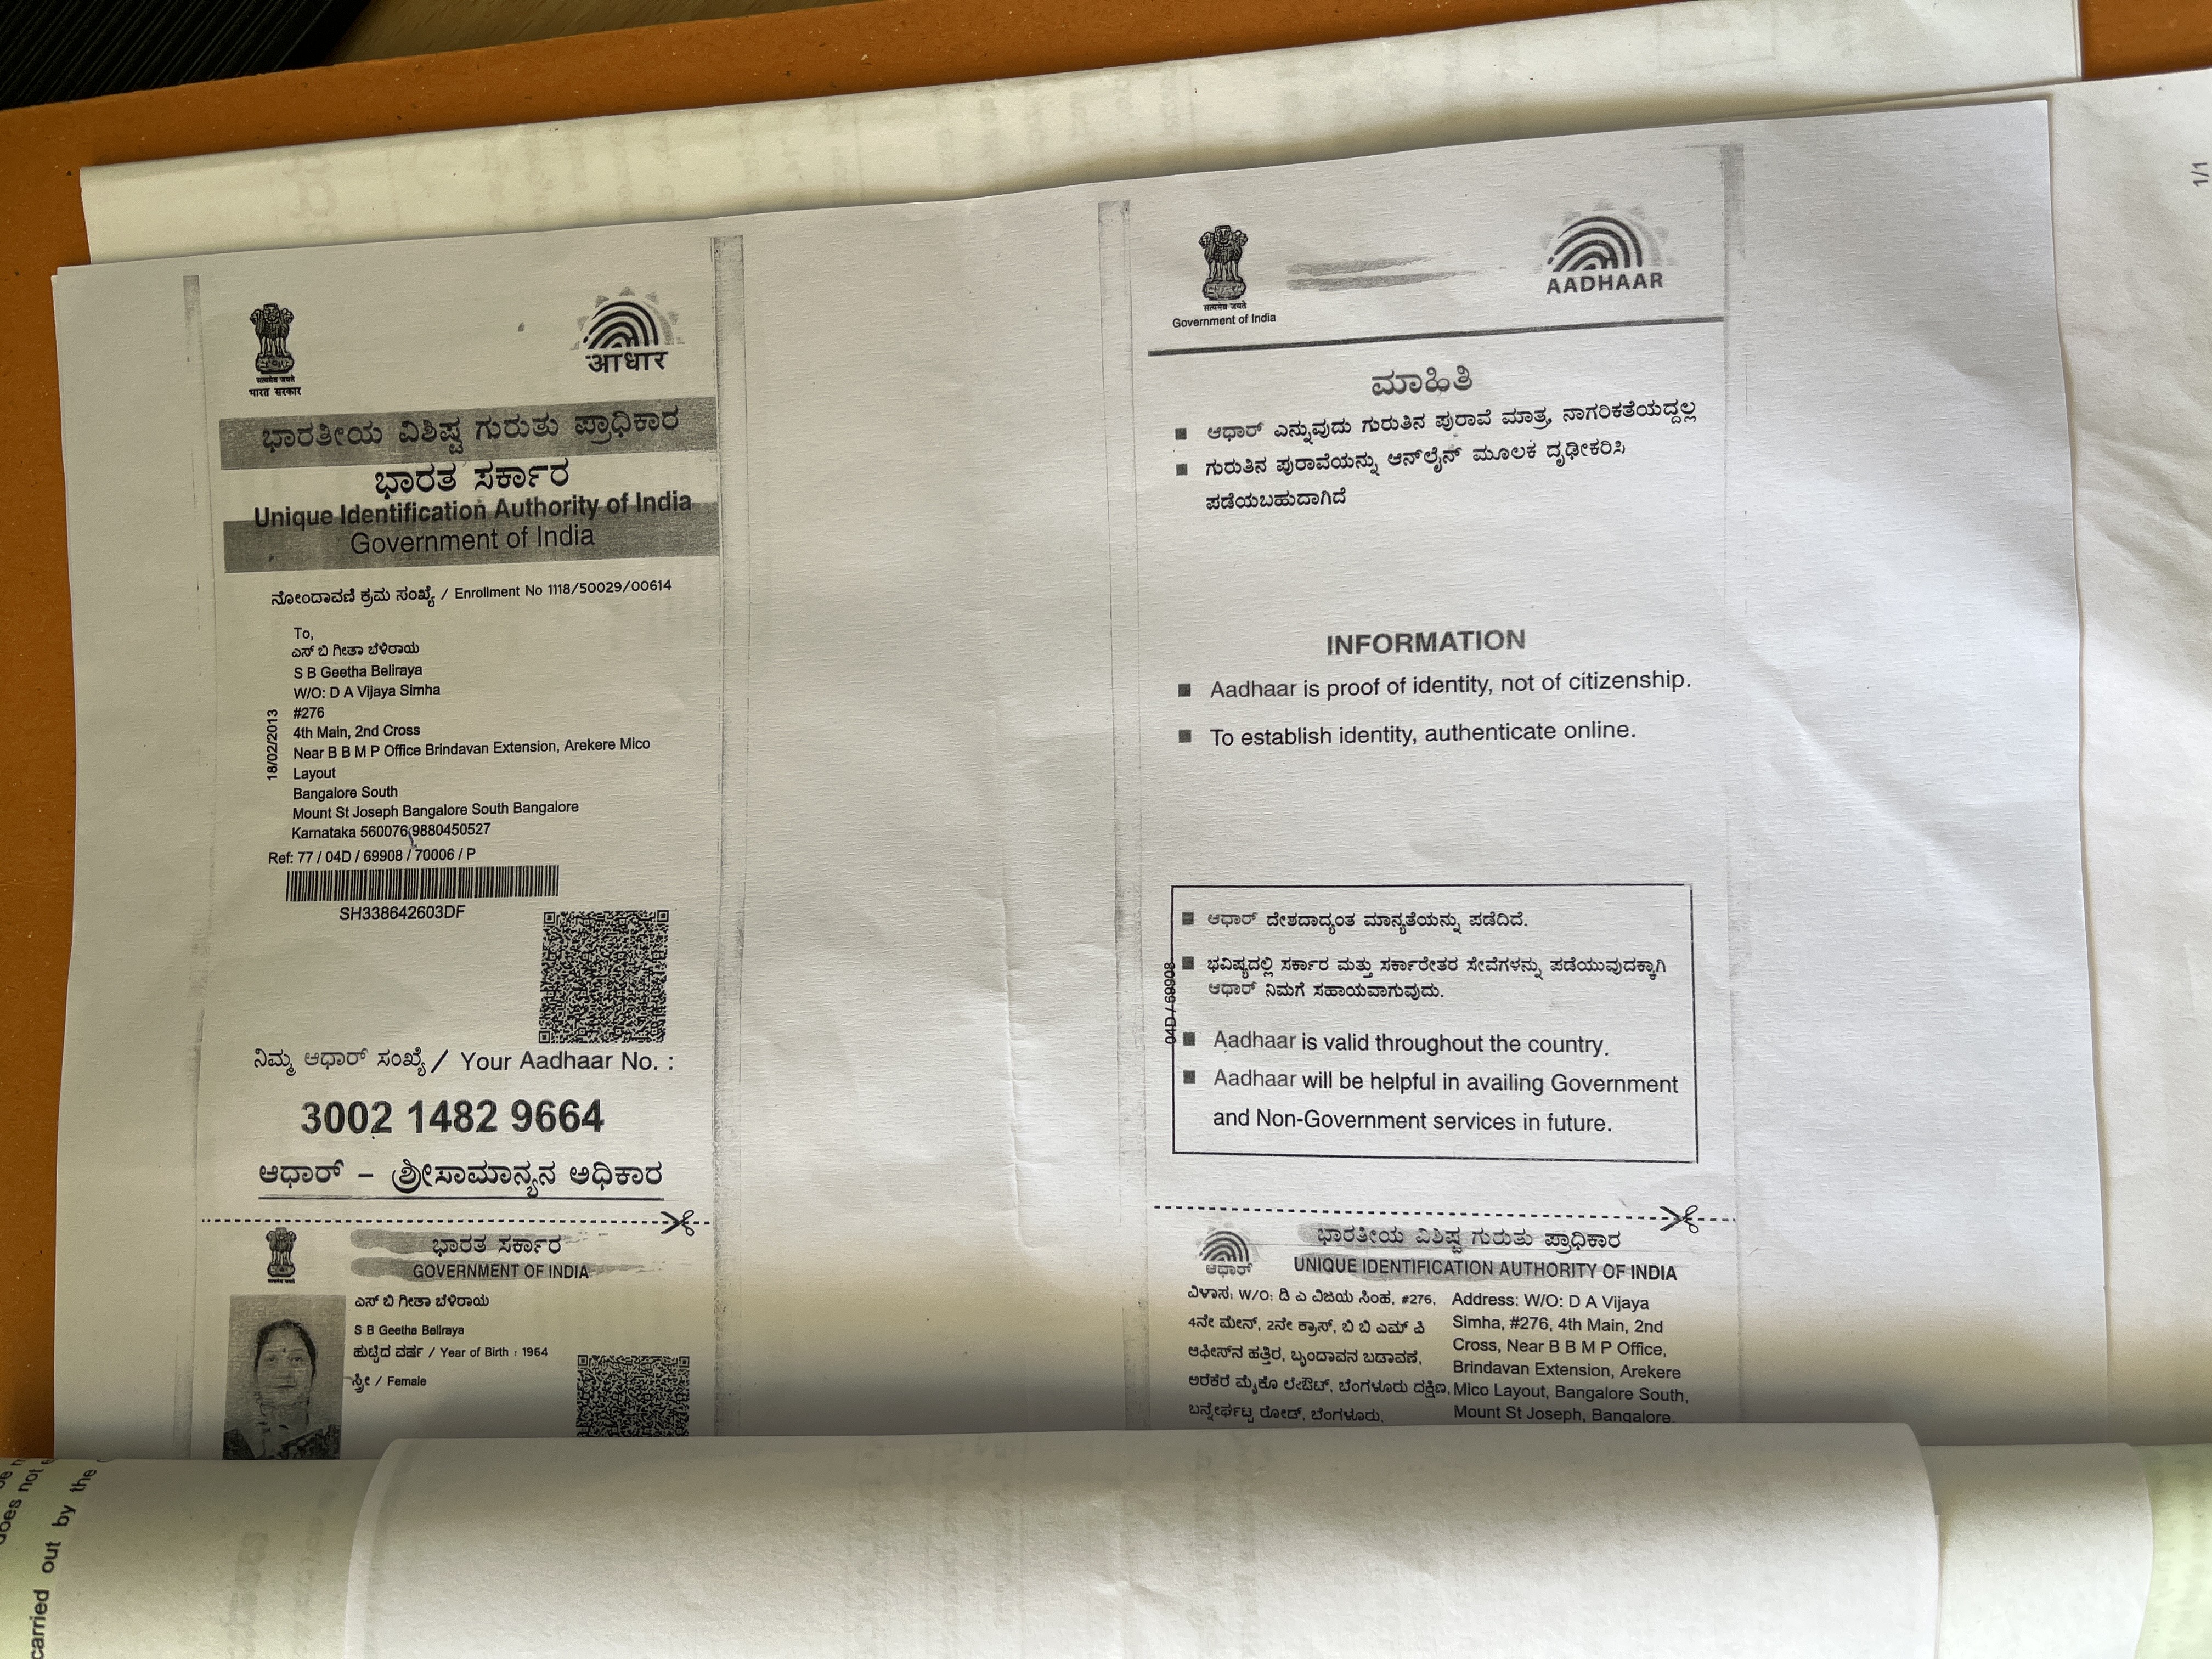 सत्यमेव जयते
भारत सरकार
आधार
ಭಾರತೀಯ ವಿಶಿಷ್ಟ ಗುರುತು ಪ್ರಾಧಿಕಾರ
ಭಾರತ ಸರ್ಕಾರ
Unique Identification Authority of India
Government of India
ನೋಂದಾವಣಿ ಕ್ರಮ ಸಂಖ್ಯೆ / Enrollment No 1118/50029/00614
18/02/2013
To,
ಎಸ್ ಬಿ ಗೀತಾ ಬೆಳಿರಾಯ
S B Geetha Beliraya
W/O: D A Vijaya Simha
#276
4th Main, 2nd Cross
Near B B M P Office Brindavan Extension, Arekere Mico
Layout
Bangalore South
Mount St Joseph Bangalore South Bangalore
Karnataka 560076 9880450527
Ref: 77 / 04D / 69908 / 70006 / P
SH338642603DF
ನಿಮ್ಮ ಆಧಾರ್ ಸಂಖ್ಯೆ / Your Aadhaar No. :
3002 1482 9664
ಆಧಾರ್ – ಶ್ರೀಸಾಮಾನ್ಯನ ಅಧಿಕಾರ
ಭಾರತ ಸರ್ಕಾರ
GOVERNMENT OF INDIA
ಎಸ್ ಬಿ ಗೀತಾ ಬೆಳಿರಾಯ
S B Geetha Beliraya
ಹುಟ್ಟಿದ ವರ್ಷ / Year of Birth : 1964
ಸ್ತ್ರೀ / Female
सत्यमेव जयते
Government of India
AADHAAR
ಮಾಹಿತಿ
ಆಧಾರ್ ಎನ್ನುವುದು ಗುರುತಿನ ಪುರಾವೆ ಮಾತ್ರ, ನಾಗರಿಕತೆಯದ್ದಲ್ಲ
ಗುರುತಿನ ಪುರಾವೆಯನ್ನು ಆನ್‌ಲೈನ್ ಮೂಲಕ ದೃಢೀಕರಿಸಿ
ಪಡೆಯಬಹುದಾಗಿದೆ
INFORMATION
Aadhaar is proof of identity, not of citizenship.
To establish identity, authenticate online.
04D / 69908
ಆಧಾರ್ ದೇಶದಾದ್ಯಂತ ಮಾನ್ಯತೆಯನ್ನು ಪಡೆದಿದೆ.
ಭವಿಷ್ಯದಲ್ಲಿ ಸರ್ಕಾರ ಮತ್ತು ಸರ್ಕಾರೇತರ ಸೇವೆಗಳನ್ನು ಪಡೆಯುವುದಕ್ಕಾಗಿ
ಆಧಾರ್ ನಿಮಗೆ ಸಹಾಯವಾಗುವುದು.
Aadhaar is valid throughout the country.
Aadhaar will be helpful in availing Government
and Non-Government services in future.
ಆಧಾರ್
ಭಾರತೀಯ ವಿಶಿಷ್ಟ ಗುರುತು ಪ್ರಾಧಿಕಾರ
UNIQUE IDENTIFICATION AUTHORITY OF INDIA
ವಿಳಾಸ: W/O: ಡಿ ಎ ವಿಜಯ ಸಿಂಹ, #276,
4ನೇ ಮೇನ್, 2ನೇ ಕ್ರಾಸ್, ಬಿ ಬಿ ಎಮ್ ಪಿ
ಆಫೀಸ್‌ನ ಹತ್ತಿರ, ಬೃಂದಾವನ ಬಡಾವಣೆ,
ಅರೆಕೆರೆ ಮೈಕೊ ಲೇಔಟ್, ಬೆಂಗಳೂರು ದಕ್ಷಿಣ,
ಬನ್ನೇರ್ಘಟ್ಟ ರೋಡ್, ಬೆಂಗಳೂರು,
Address: W/O: D A Vijaya
Simha, #276, 4th Main, 2nd
Cross, Near B B M P Office,
Brindavan Extension, Arekere
Mico Layout, Bangalore South,
Mount St Joseph, Bangalore,
1/1
does not
carried out by the